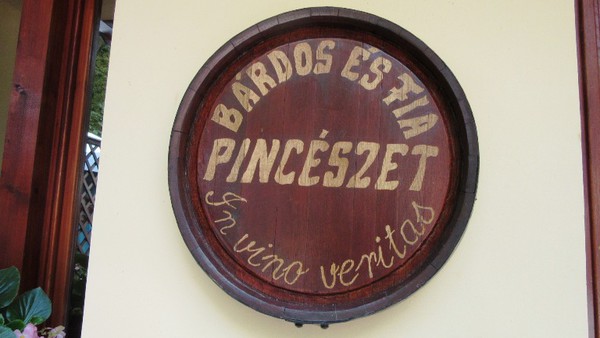 BÁRDOS ÉS FIA
PINCÉSZET
In vino veritas